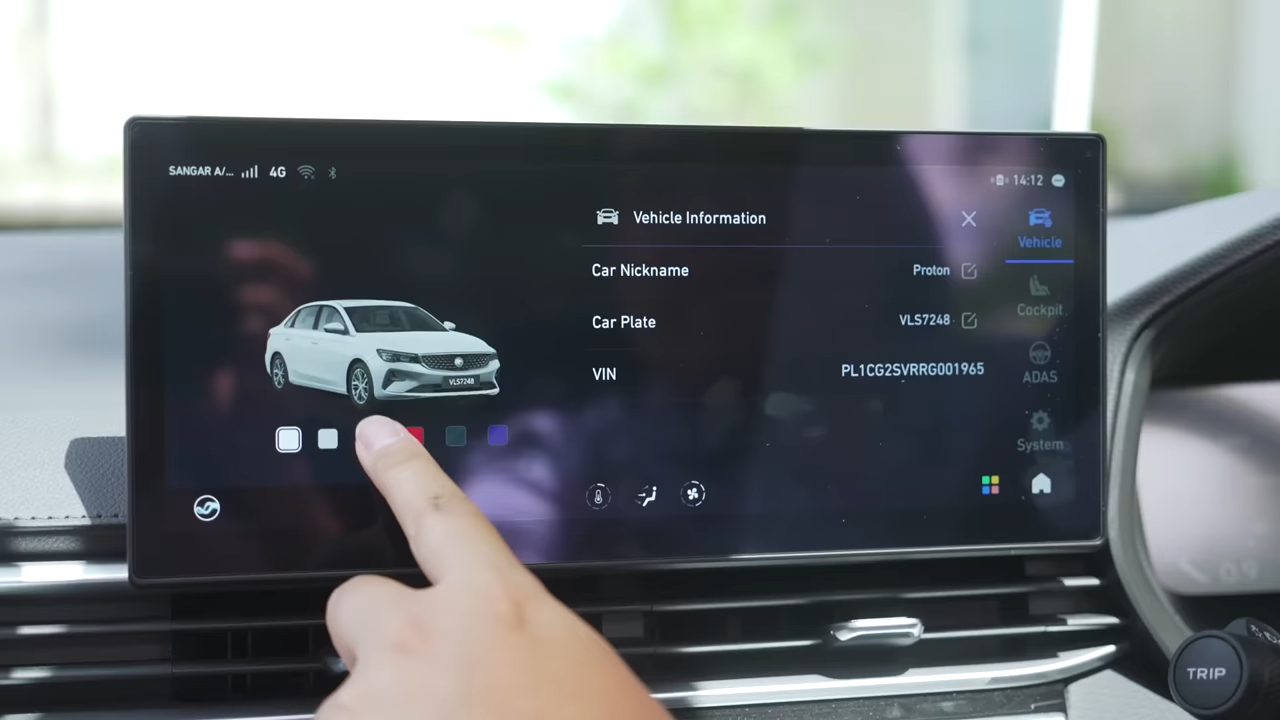 SANGAR A/... 4G
14:12
Vehicle Information
Vehicle
Car Nickname Proton
Cockpit
Car Plate VLS7248
VIN PL1CG2SVRRG001965
ADAS
VLS7248
System
TRIP